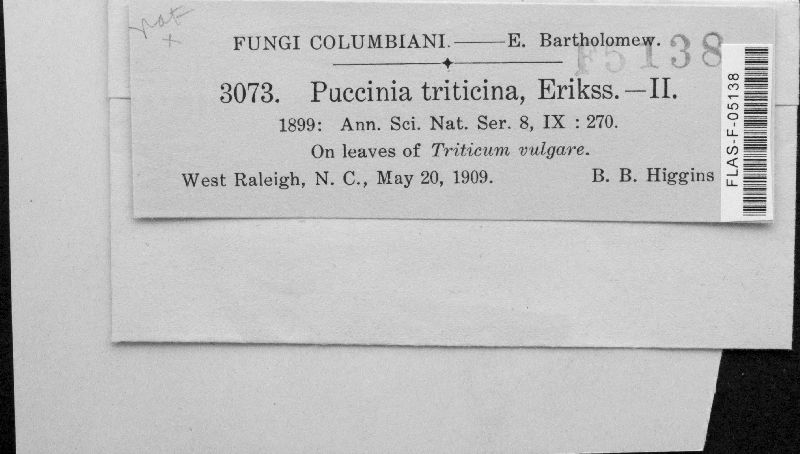 FUNGI COLUMBIANI.——E. Bartholomew.
F5138
3073. Puccinia triticina, Erikss.—II.
1899: Ann. Sci. Nat. Ser. 8, IX : 270.
On leaves of Triticum vulgare.
West Raleigh, N. C., May 20, 1909. B. B. Higgins
FLAS-F-05138